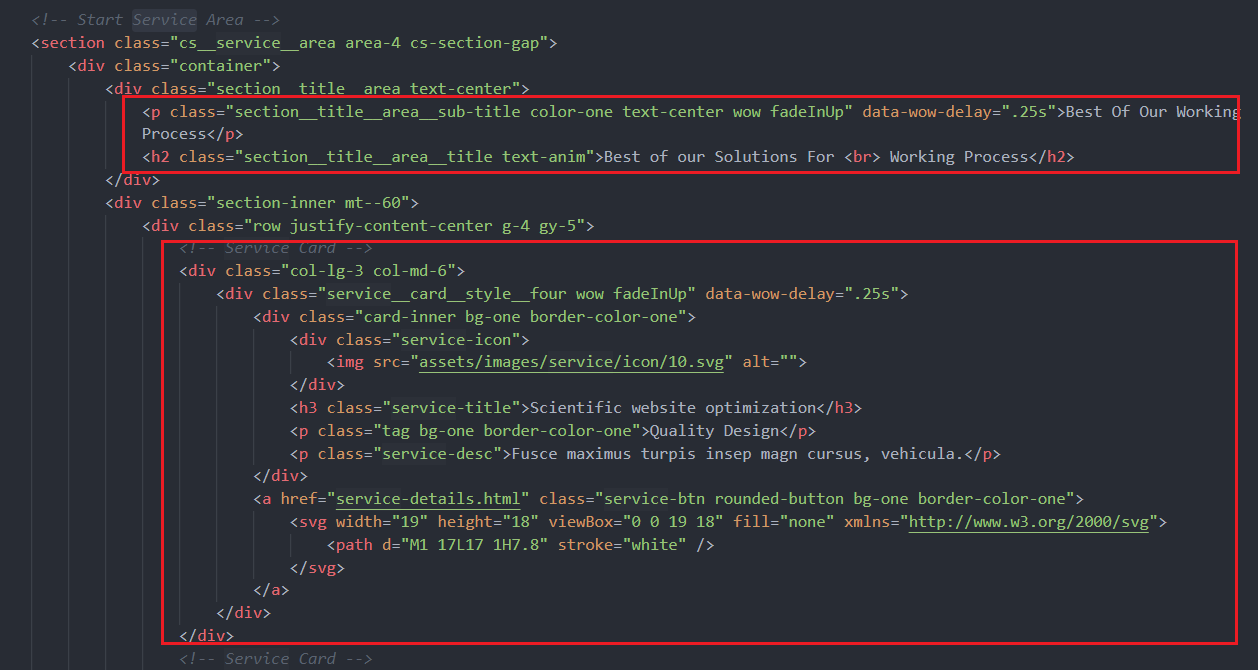 <!-- Start Service Area -->
<section class="cs__service__area area-4 cs-section-gap">
<div class="container">
<div class="section__title__area text-center">
<p class="section__title__area__sub-title color-one text-center wow fadeInUp" data-wow-delay=".25s">Best Of Our Working
Process</p>
<h2 class="section__title__area__title text-anim">Best of our Solutions For <br> Working Process</h2>
</div>
<div class="section-inner mt--60">
<div class="row justify-content-center g-4 gy-5">
<!-- Service Card -->
<div class="col-lg-3 col-md-6">
<div class="service__card__style__four wow fadeInUp" data-wow-delay=".25s">
<div class="card-inner bg-one border-color-one">
<div class="service-icon">
<img src="assets/images/service/icon/10.svg" alt="">
</div>
<h3 class="service-title">Scientific website optimization</h3>
<p class="tag bg-one border-color-one">Quality Design</p>
<p class="service-desc">Fusce maximus turpis insep magn cursus, vehicula.</p>
</div>
<a href="service-details.html" class="service-btn rounded-button bg-one border-color-one">
<svg width="19" height="18" viewBox="0 0 19 18" fill="none" xmlns="http://www.w3.org/2000/svg">
<path d="M1 17L17 1H7.8" stroke="white" />
</svg>
</a>
</div>
</div>
<!-- Service Card -->